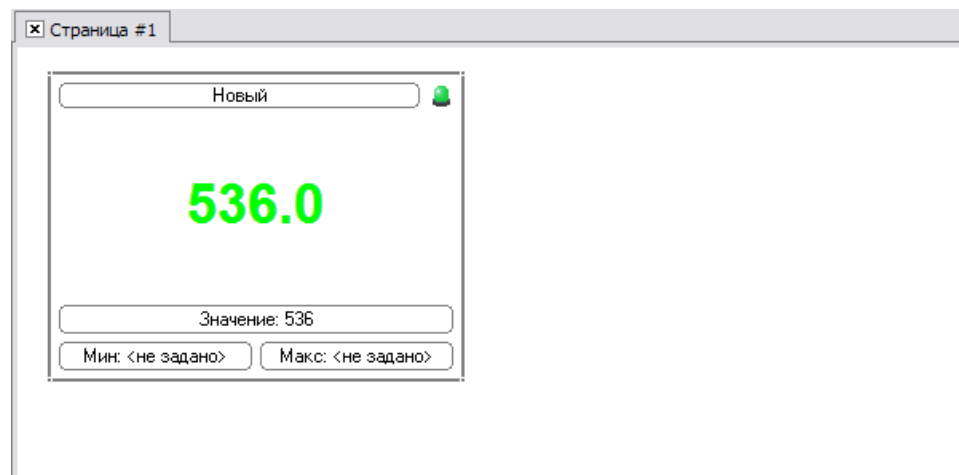 Страница #1
Новый
536.0
Значение: 536
Мин: <не задано> Макс: <не задано>